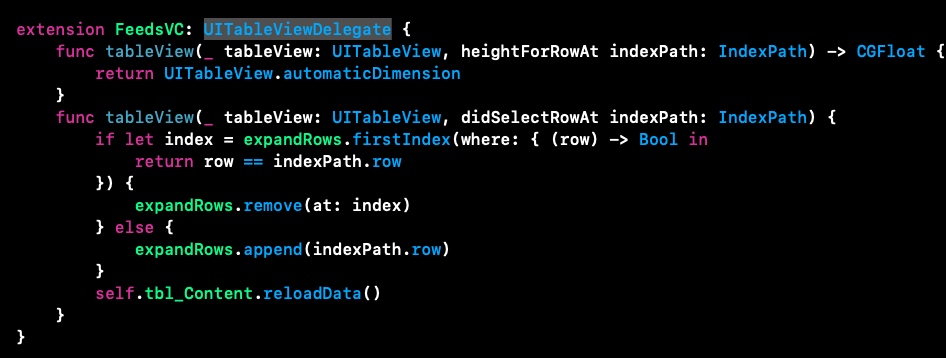 extension FeedsVC: UITableViewDelegate {
    func tableView(_ tableView: UITableView, heightForRowAt indexPath: IndexPath) -> CGFloat {
        return UITableView.automaticDimension
    }
    func tableView(_ tableView: UITableView, didSelectRowAt indexPath: IndexPath) {
        if let index = expandRows.firstIndex(where: { (row) -> Bool in
            return row == indexPath.row
        }) {
            expandRows.remove(at: index)
        } else {
            expandRows.append(indexPath.row)
        }
        self.tbl_Content.reloadData()
    }
}